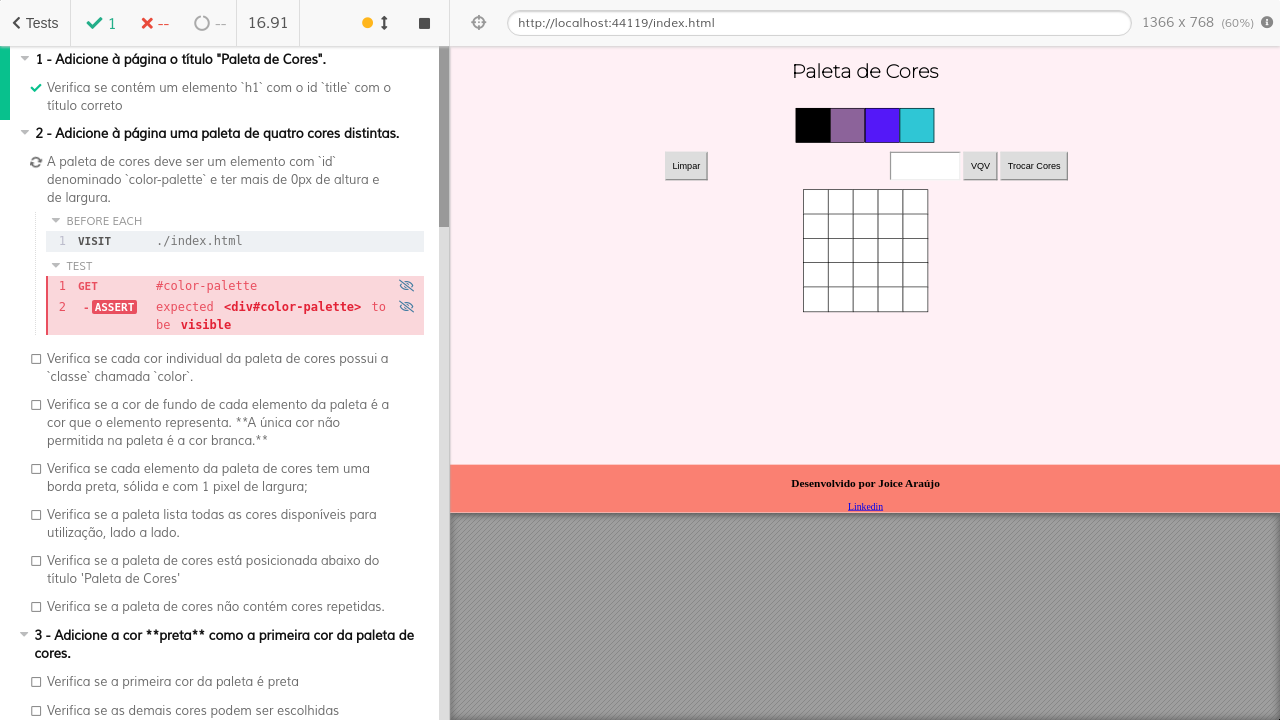 Tests
1
--
--
16.91
http://localhost:44119/index.html
1366 x 768 (60%)
1 - Adicione à página o título "Paleta de Cores".
Verifica se contém um elemento `h1` com o id `title` com o
título correto
2 - Adicione à página uma paleta de quatro cores distintas.
A paleta de cores deve ser um elemento com `id`
denominado `color-palette` e ter mais de 0px de altura e
de largura.
BEFORE EACH
1 VISIT ./index.html
TEST
1 GET #color-palette
2 -ASSERT expected <div#color-palette> to
be visible
Verifica se cada cor individual da paleta de cores possui a
`classe` chamada `color`.
Verifica se a cor de fundo de cada elemento da paleta é a
cor que o elemento representa. **A única cor não
permitida na paleta é a cor branca.**
Verifica se cada elemento da paleta de cores tem uma
borda preta, sólida e com 1 pixel de largura;
Verifica se a paleta lista todas as cores disponíveis para
utilização, lado a lado.
Verifica se a paleta de cores está posicionada abaixo do
título 'Paleta de Cores'
Verifica se a paleta de cores não contém cores repetidas.
3 - Adicione a cor **preta** como a primeira cor da paleta de
cores.
Verifica se a primeira cor da paleta é preta
Verifica se as demais cores podem ser escolhidas
Paleta de Cores
Limpar
VQV
Trocar Cores
Desenvolvido por Joice Araújo
Linkedin